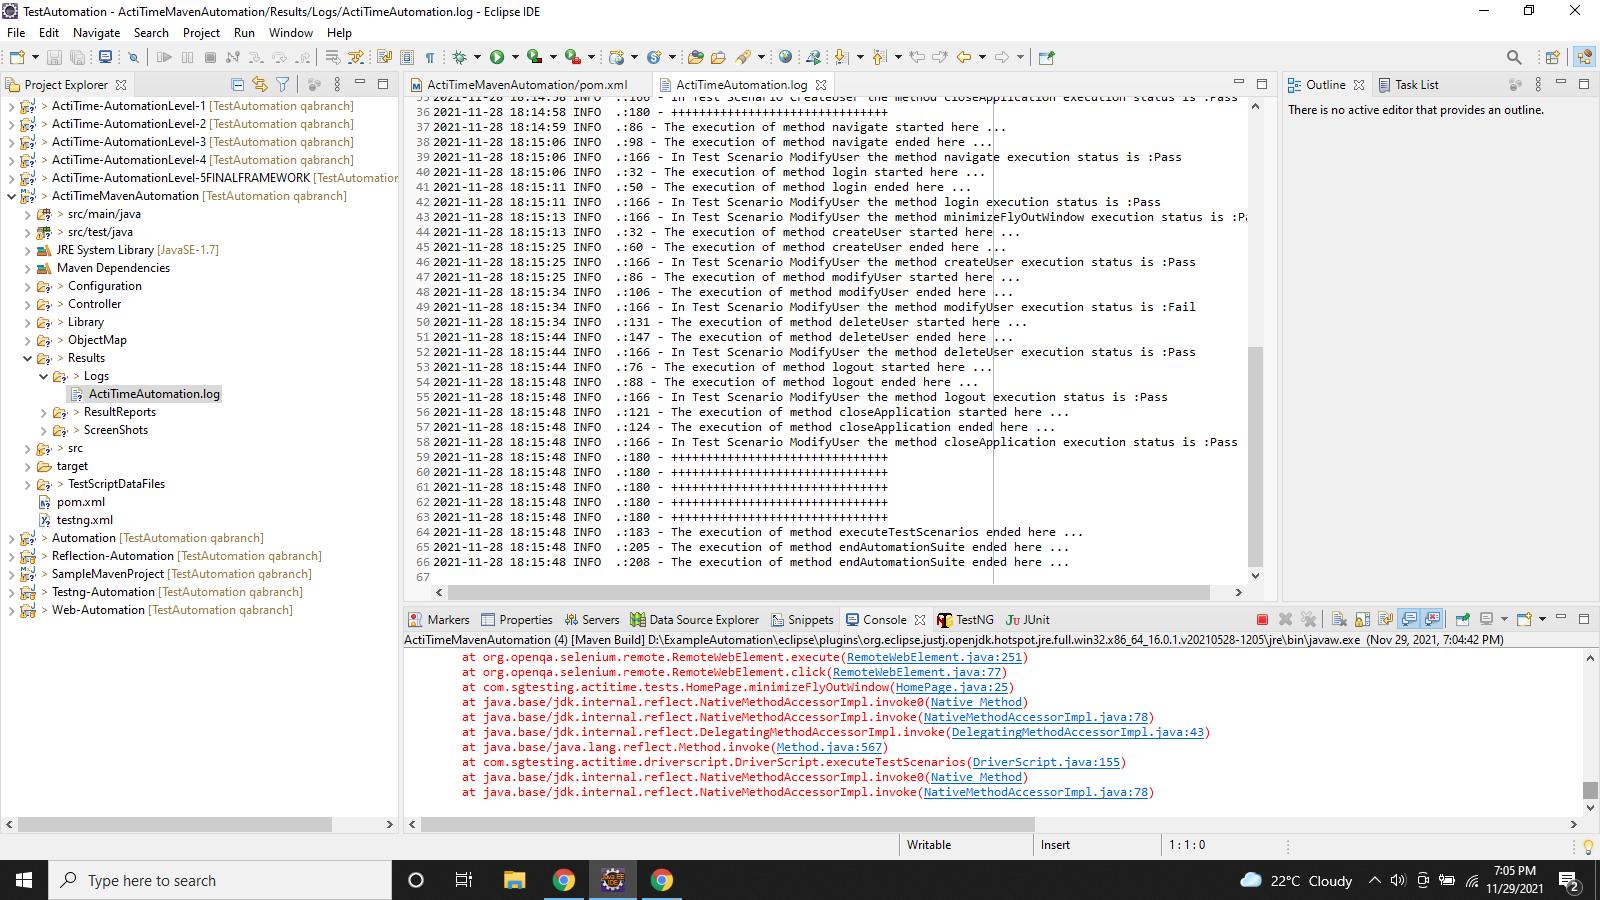 TestAutomation - ActiTimeMavenAutomation/Results/Logs/ActiTimeAutomation.log - Eclipse IDE
File Edit Navigate Search Project Run Window Help
Project Explorer
> ActiTime-AutomationLevel-1 [TestAutomation qabranch]
> ActiTime-AutomationLevel-2 [TestAutomation qabranch]
> ActiTime-AutomationLevel-3 [TestAutomation qabranch]
> ActiTime-AutomationLevel-4 [TestAutomation qabranch]
> ActiTime-AutomationLevel-5FINALFRAMEWORK [TestAutomation
> ActiTimeMavenAutomation [TestAutomation qabranch]
> src/main/java
> src/test/java
JRE System Library [JavaSE-1.7]
Maven Dependencies
> Configuration
> Controller
> Library
> ObjectMap
> Results
> Logs
ActiTimeAutomation.log
> ResultReports
> ScreenShots
> src
target
> TestScriptDataFiles
pom.xml
testng.xml
> Automation [TestAutomation qabranch]
> Reflection-Automation [TestAutomation qabranch]
> SampleMavenProject [TestAutomation qabranch]
> Testng-Automation [TestAutomation qabranch]
> Web-Automation [TestAutomation qabranch]
ActiTimeMavenAutomation/pom.xml ActiTimeAutomation.log
35 2021-11-28 18:14:58 INFO .:166 - In Test Scenario CreateUser the method closeApplication execution status is :Pass
36 2021-11-28 18:14:58 INFO .:180 - +++++++++++++++++++++++++++++++
37 2021-11-28 18:14:59 INFO .:86 - The execution of method navigate started here ...
38 2021-11-28 18:15:06 INFO .:98 - The execution of method navigate ended here ...
39 2021-11-28 18:15:06 INFO .:166 - In Test Scenario ModifyUser the method navigate execution status is :Pass
40 2021-11-28 18:15:06 INFO .:32 - The execution of method login started here ...
41 2021-11-28 18:15:11 INFO .:50 - The execution of method login ended here ...
42 2021-11-28 18:15:11 INFO .:166 - In Test Scenario ModifyUser the method login execution status is :Pass
43 2021-11-28 18:15:13 INFO .:166 - In Test Scenario ModifyUser the method minimizeFlyOutWindow execution status is :Pa
44 2021-11-28 18:15:13 INFO .:32 - The execution of method createUser started here ...
45 2021-11-28 18:15:25 INFO .:60 - The execution of method createUser ended here ...
46 2021-11-28 18:15:25 INFO .:166 - In Test Scenario ModifyUser the method createUser execution status is :Pass
47 2021-11-28 18:15:25 INFO .:86 - The execution of method modifyUser started here ...
48 2021-11-28 18:15:34 INFO .:106 - The execution of method modifyUser ended here ...
49 2021-11-28 18:15:34 INFO .:166 - In Test Scenario ModifyUser the method modifyUser execution status is :Fail
50 2021-11-28 18:15:34 INFO .:131 - The execution of method deleteUser started here ...
51 2021-11-28 18:15:44 INFO .:147 - The execution of method deleteUser ended here ...
52 2021-11-28 18:15:44 INFO .:166 - In Test Scenario ModifyUser the method deleteUser execution status is :Pass
53 2021-11-28 18:15:44 INFO .:76 - The execution of method logout started here ...
54 2021-11-28 18:15:48 INFO .:88 - The execution of method logout ended here ...
55 2021-11-28 18:15:48 INFO .:166 - In Test Scenario ModifyUser the method logout execution status is :Pass
56 2021-11-28 18:15:48 INFO .:121 - The execution of method closeApplication started here ...
57 2021-11-28 18:15:48 INFO .:124 - The execution of method closeApplication ended here ...
58 2021-11-28 18:15:48 INFO .:166 - In Test Scenario ModifyUser the method closeApplication execution status is :Pass
59 2021-11-28 18:15:48 INFO .:180 - +++++++++++++++++++++++++++++++
60 2021-11-28 18:15:48 INFO .:180 - +++++++++++++++++++++++++++++++
61 2021-11-28 18:15:48 INFO .:180 - +++++++++++++++++++++++++++++++
62 2021-11-28 18:15:48 INFO .:180 - +++++++++++++++++++++++++++++++
63 2021-11-28 18:15:48 INFO .:180 - +++++++++++++++++++++++++++++++
64 2021-11-28 18:15:48 INFO .:183 - The execution of method executeTestScenarios ended here ...
65 2021-11-28 18:15:48 INFO .:205 - The execution of method endAutomationSuite ended here ...
66 2021-11-28 18:15:48 INFO .:208 - The execution of method endAutomationSuite ended here ...
67
Outline Task List
There is no active editor that provides an outline.
Markers Properties Servers Data Source Explorer Snippets Console TestNG JUnit
ActiTimeMavenAutomation (4) [Maven Build] D:\ExampleAutomation\eclipse\plugins\org.eclipse.justj.openjdk.hotspot.jre.full.win32.x86_64_16.0.1.v20210528-1205\jre\bin\javaw.exe (Nov 29, 2021, 7:04:42 PM)
at org.openqa.selenium.remote.RemoteWebElement.execute(RemoteWebElement.java:251)
at org.openqa.selenium.remote.RemoteWebElement.click(RemoteWebElement.java:77)
at com.sgtesting.actitime.tests.HomePage.minimizeFlyOutWindow(HomePage.java:25)
at java.base/jdk.internal.reflect.NativeMethodAccessorImpl.invoke0(Native Method)
at java.base/jdk.internal.reflect.NativeMethodAccessorImpl.invoke(NativeMethodAccessorImpl.java:78)
at java.base/jdk.internal.reflect.DelegatingMethodAccessorImpl.invoke(DelegatingMethodAccessorImpl.java:43)
at java.base/java.lang.reflect.Method.invoke(Method.java:567)
at com.sgtesting.actitime.driverscript.DriverScript.executeTestScenarios(DriverScript.java:155)
at java.base/jdk.internal.reflect.NativeMethodAccessorImpl.invoke0(Native Method)
at java.base/jdk.internal.reflect.NativeMethodAccessorImpl.invoke(NativeMethodAccessorImpl.java:78)
Writable Insert 1 : 1 : 0
Type here to search
22°C Cloudy
7:05 PM
11/29/2021
2